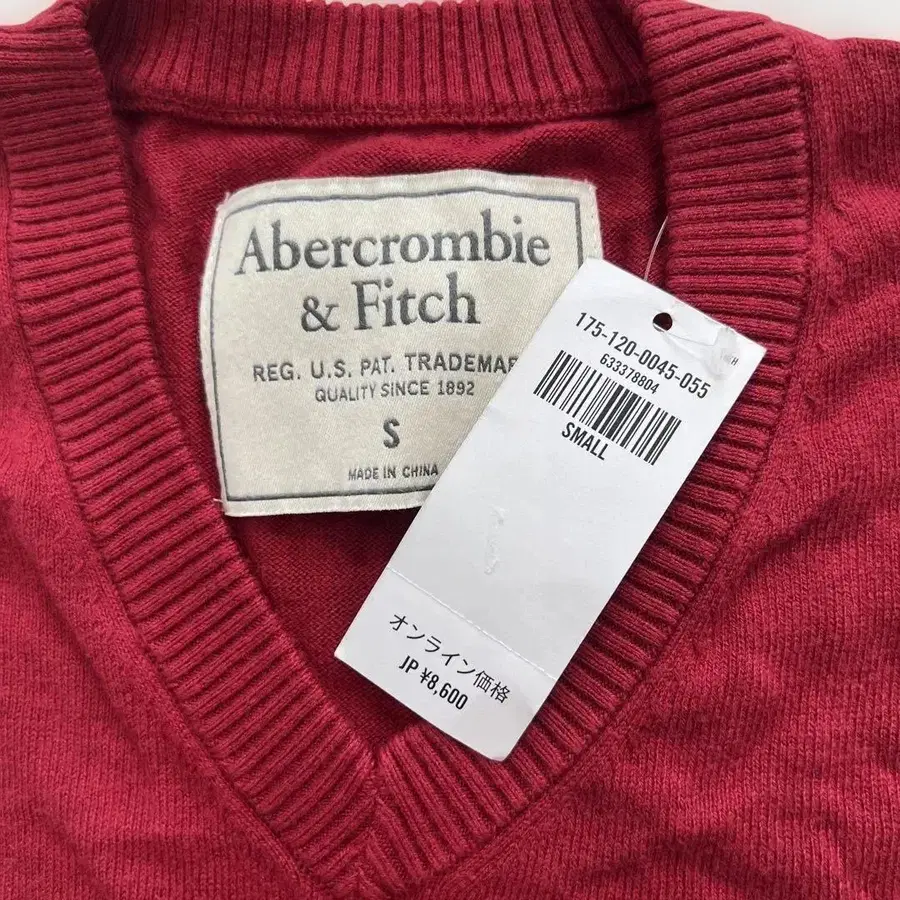 Abercrombie
& Fitch
REG. U.S. PAT. TRADEMAR
QUALITY SINCE 1892
S
MADE IN CHINA
175-120-0045-055
633378804
SMALL
オンライン価格
JP ¥8,600